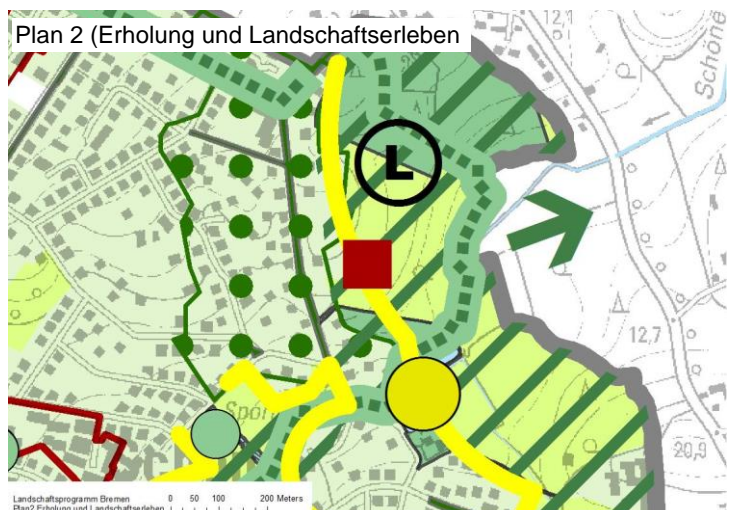 Plan 2 (Erholung und Landschaftserleben
12,1
Schöne
L
12,7
20,9
Landschaftsprogramm Bremen 0 50 100 200 Meters
Plan2 Erholung und Landschaftserleben